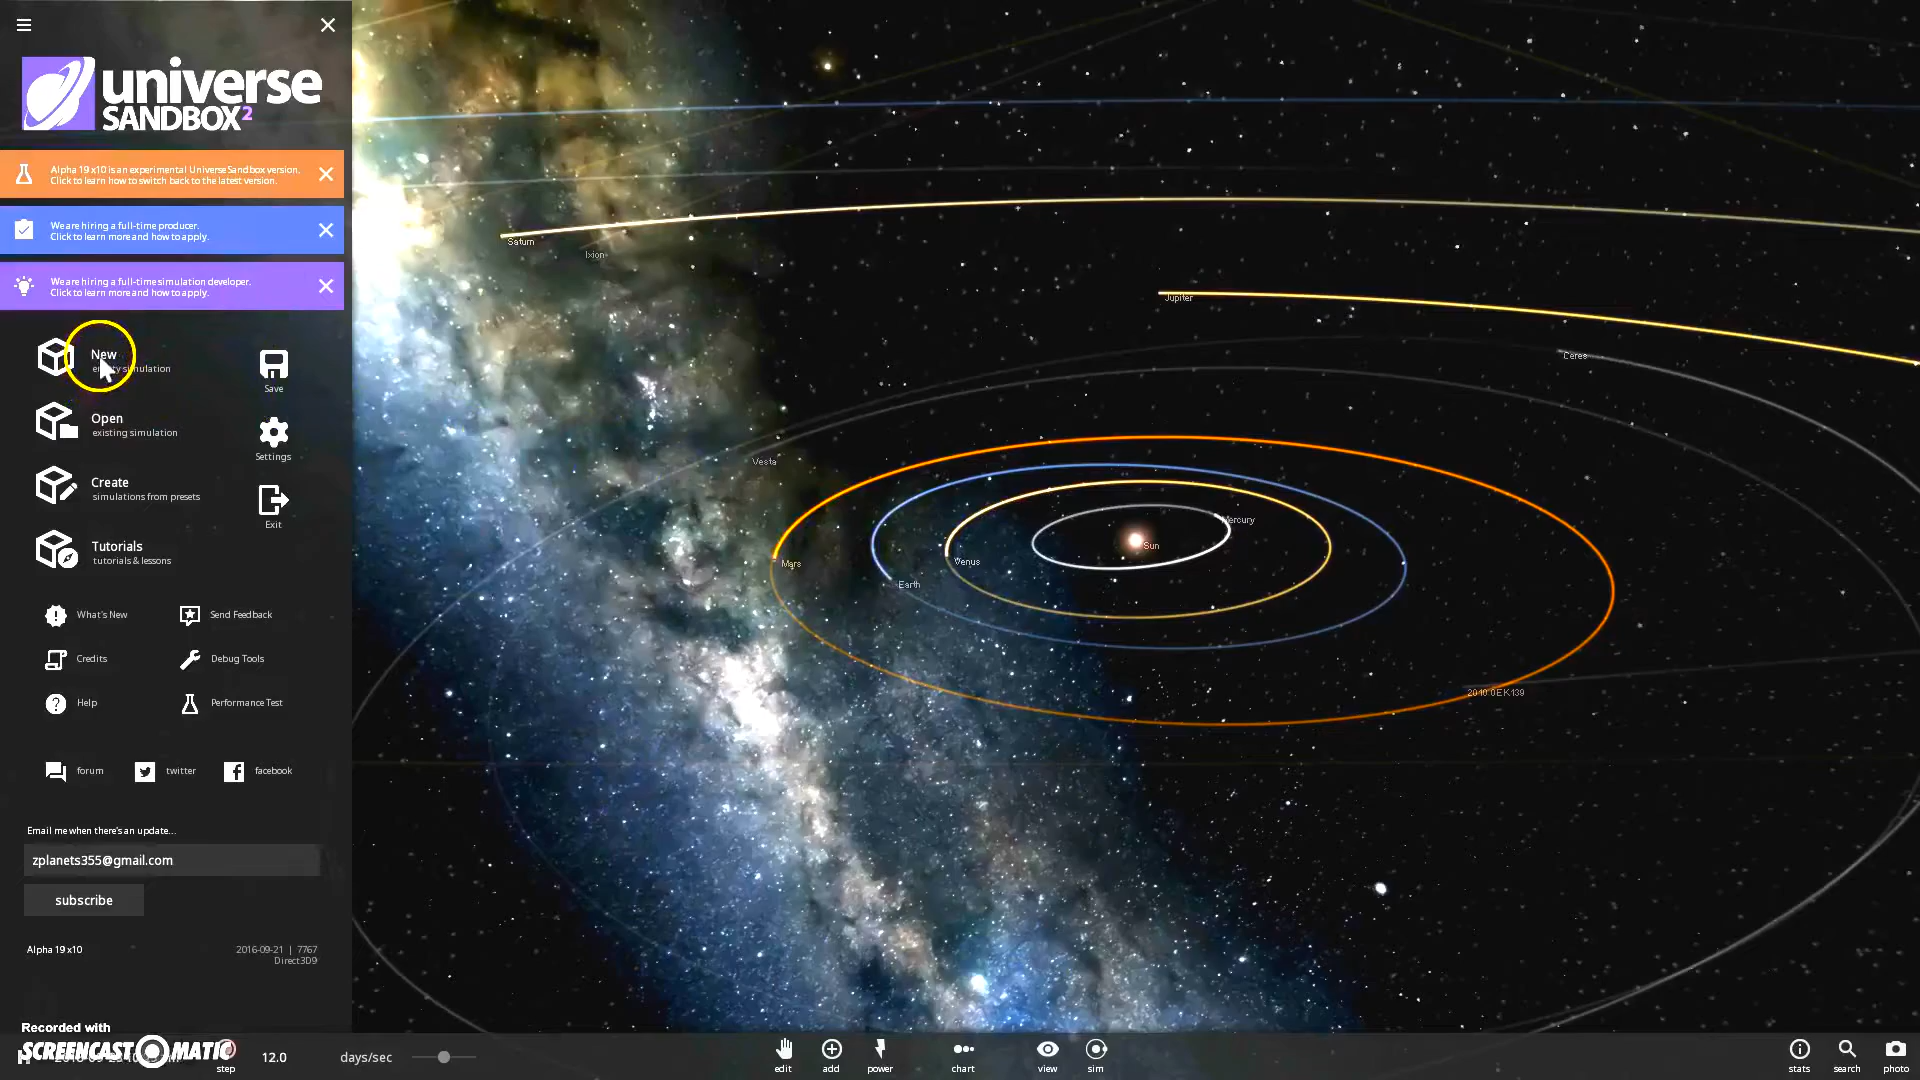 universe
SANDBOX2
Alpha 19 x10 is an experimental Universe Sandbox version.
Click to learn how to switch back to the latest version.
We are hiring a full-time producer.
Click to learn more and how to apply.
We are hiring a full-time simulation developer.
Click to learn more and how to apply.
New
simulation
Save
Open
existing simulation
Settings
Create
simulations from presets
Exit
Tutorials
tutorials & lessons
What's New
Send Feedback
Credits
Debug Tools
Help
Performance Test
forum
twitter
facebook
Email me when there's an update...
zplanets355@gmail.com
subscribe
Alpha 19 x10
2016-09-21 | 7767
Direct3D9
Recorded with
SCREENCAST-O-MATIC
step
12.0
days/sec
edit
add
power
chart
view
sim
stats
search
photo
Saturn
Ixion
Jupiter
Ceres
Vesta
Mercury
Sun
Venus
Mars
Earth
2010 EK139